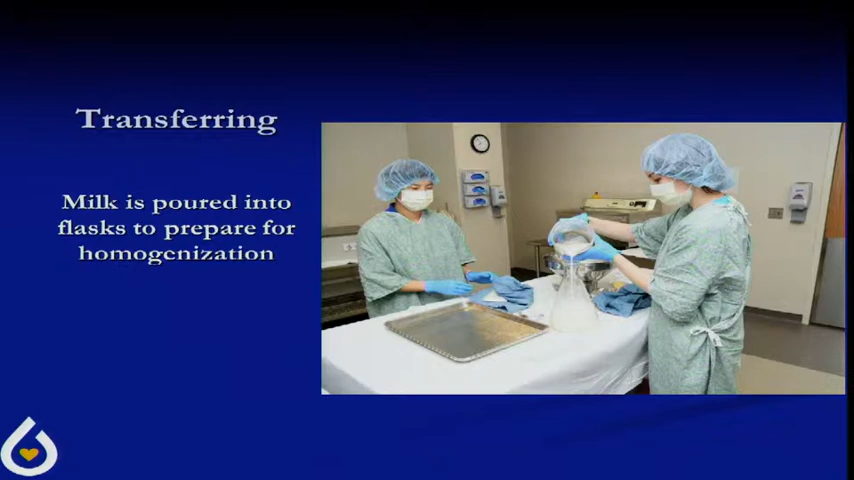 Transferring
Milk is poured into
flasks to prepare for
homogenization